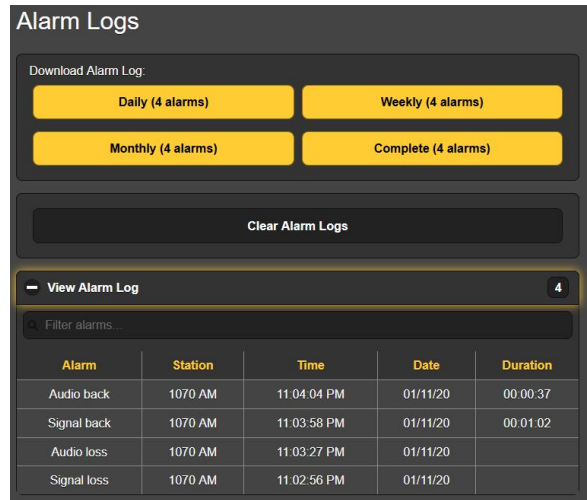 Alarm Logs
Download Alarm Log:
Daily (4 alarms) Weekly (4 alarms)
Monthly (4 alarms) Complete (4 alarms)
Clear Alarm Logs
View Alarm Log 4
Filter alarms...
Alarm Station Time Date Duration
Audio back 1070 AM 11:04:04 PM 01/11/20 00:00:37
Signal back 1070 AM 11:03:58 PM 01/11/20 00:01:02
Audio loss 1070 AM 11:03:27 PM 01/11/20
Signal loss 1070 AM 11:02:56 PM 01/11/20